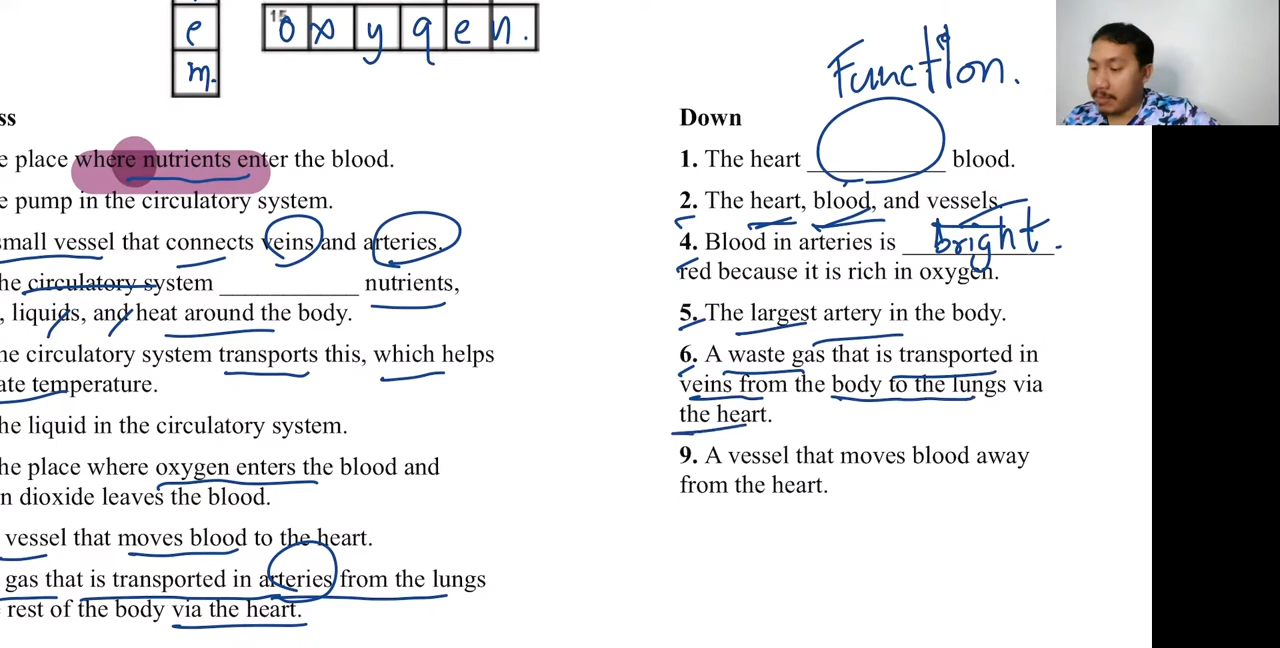 e
m.
15
oxygen.
Function.
ss
e place where nutrients enter the blood.
e pump in the circulatory system.
small vessel that connects veins and arteries.
he circulatory system ____________ nutrients,
, liquids, and heat around the body.
he circulatory system transports this, which helps
ate temperature.
he liquid in the circulatory system.
he place where oxygen enters the blood and
n dioxide leaves the blood.
vessel that moves blood to the heart.
gas that is transported in arteries from the lungs
rest of the body via the heart.
Down
1. The heart ____________ blood.
2. The heart, blood, and vessels.
4. Blood in arteries is bright.
red because it is rich in oxygen.
5. The largest artery in the body.
6. A waste gas that is transported in
veins from the body to the lungs via
the heart.
9. A vessel that moves blood away
from the heart.